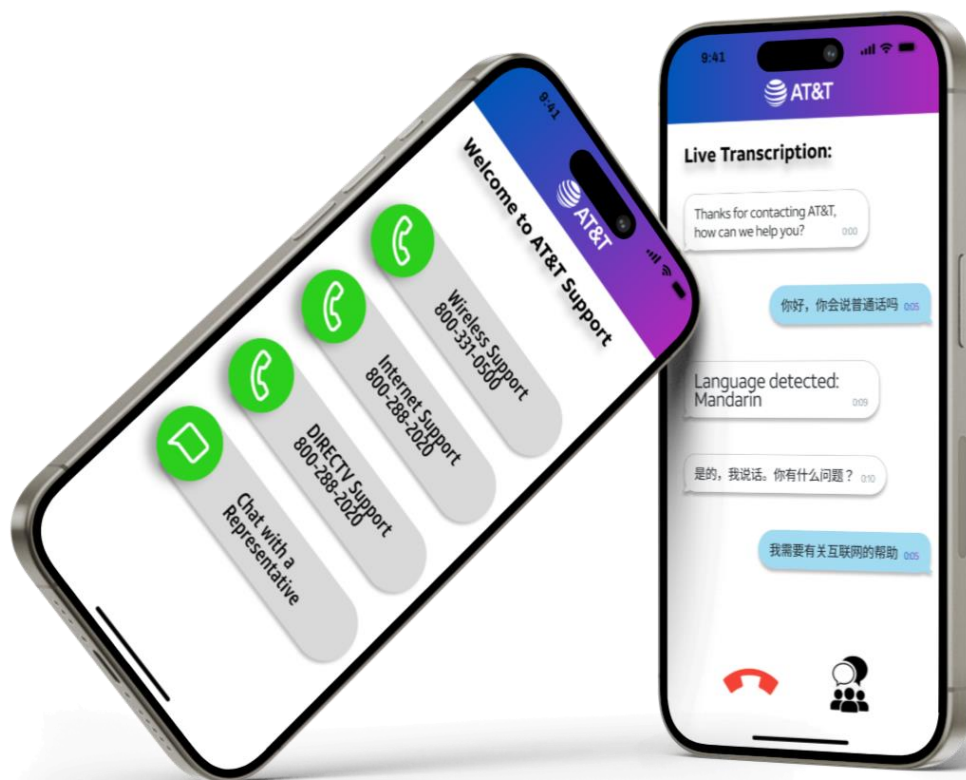 9:41
AT&T
Welcome to AT&T Support
Wireless Support
800-331-0500
Internet Support
800-288-2020
DIRECTV Support
800-288-2020
Chat with a
Representative
9:41
AT&T
Live Transcription:
Thanks for contacting AT&T,
how can we help you? 0:00
你好，你会说普通话吗 0:05
Language detected:
Mandarin 0:09
是的，我说话。你有什么问题？ 0:10
我需要有关互联网的帮助 0:05